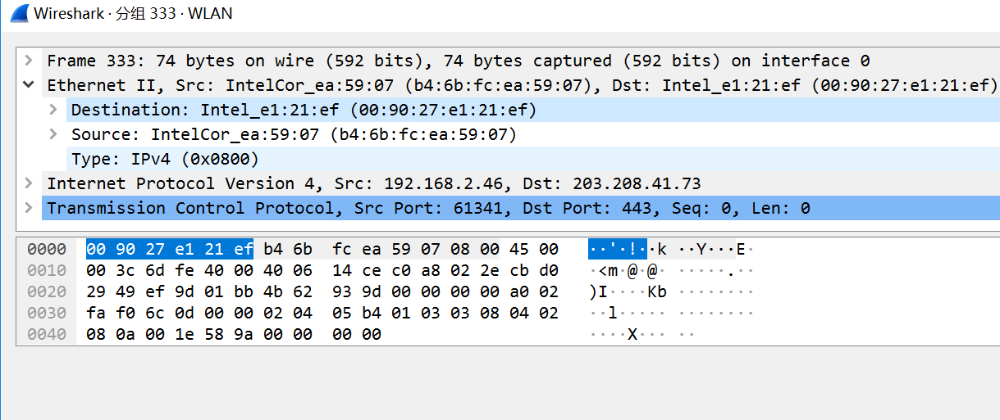 Wireshark · 分组 333 · WLAN
Frame 333: 74 bytes on wire (592 bits), 74 bytes captured (592 bits) on interface 0
Ethernet II, Src: IntelCor_ea:59:07 (b4:6b:fc:ea:59:07), Dst: Intel_e1:21:ef (00:90:27:e1:21:ef)
Destination: Intel_e1:21:ef (00:90:27:e1:21:ef)
Source: IntelCor_ea:59:07 (b4:6b:fc:ea:59:07)
Type: IPv4 (0x0800)
Internet Protocol Version 4, Src: 192.168.2.46, Dst: 203.208.41.73
Transmission Control Protocol, Src Port: 61341, Dst Port: 443, Seq: 0, Len: 0
0000 00 90 27 e1 21 ef b4 6b fc ea 59 07 08 00 45 00 ··'·!··k ··Y···E·
0010 00 3c 6d fe 40 00 40 06 14 ce c0 a8 02 2e cb d0 ·<m·@·@· ·····.··
0020 29 49 ef 9d 01 bb 4b 62 93 9d 00 00 00 00 a0 02 )I····Kb ········
0030 fa f0 6c 0d 00 00 02 04 05 b4 01 03 03 08 04 02 ··l····· ········
0040 08 0a 00 1e 58 9a 00 00 00 00 ····X··· ··